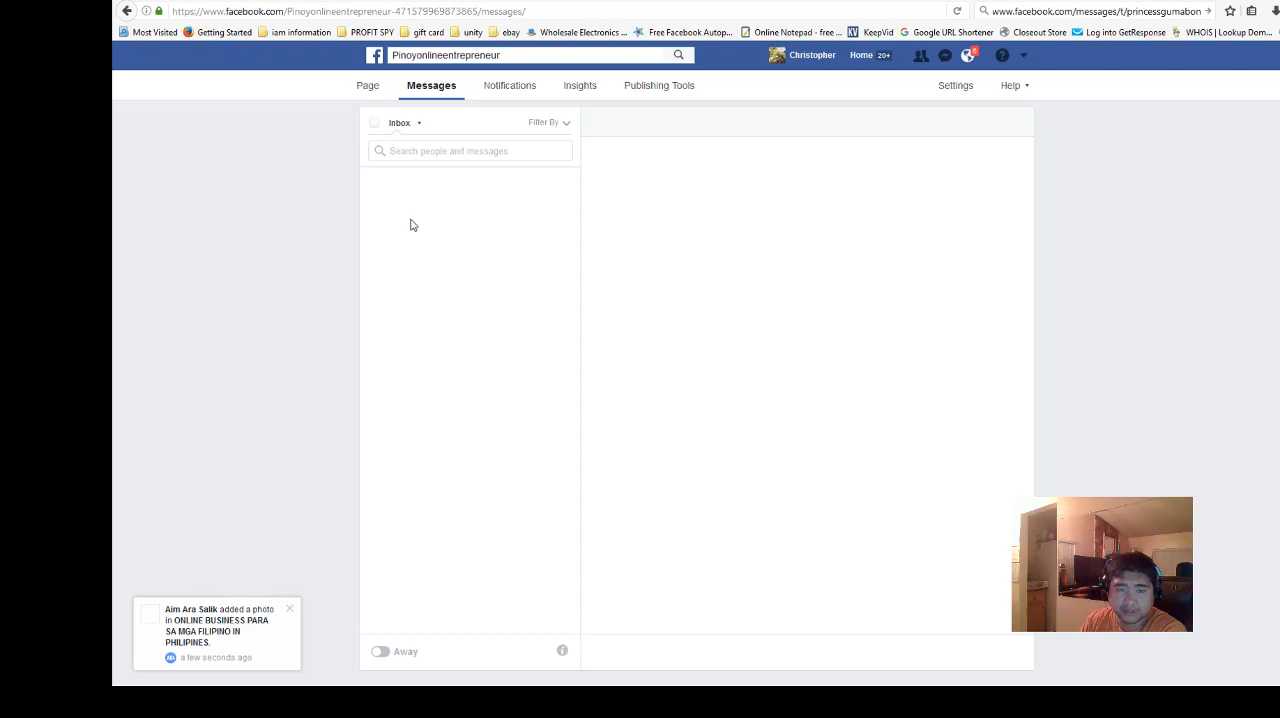 https://www.facebook.com/Pinoyonlineentrepreneur-471579969873865/messages/
www.facebook.com/messages/t/princessgumabon
Most Visited Getting Started iam information PROFIT SPY gift card unity ebay Wholesale Electronics ... Free Facebook Autop... Online Notepad - free ... KeepVid Google URL Shortener Closeout Store Log into GetResponse WHOIS | Lookup Dom...
Pinoyonlineentrepreneur Christopher Home 20+ 6
Page Messages Notifications Insights Publishing Tools Settings Help
Inbox Filter By
Search people and messages
Aim Ara Salik added a photo
in ONLINE BUSINESS PARA
SA MGA FILIPINO IN
PHILIPINES.
a few seconds ago
Away